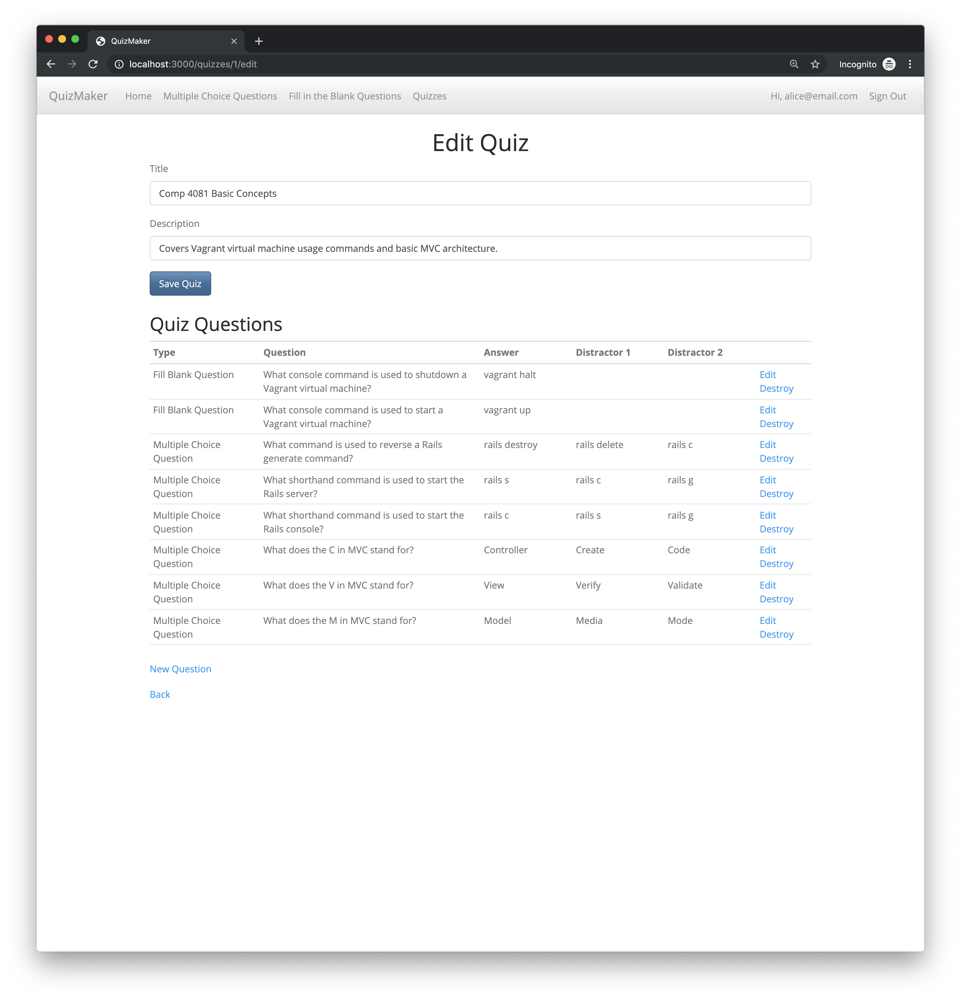 QuizMaker
localhost:3000/quizzes/1/edit
Incognito
QuizMaker Home Multiple Choice Questions Fill in the Blank Questions Quizzes Hi, alice@email.com Sign Out
Edit Quiz
Title
Comp 4081 Basic Concepts
Description
Covers Vagrant virtual machine usage commands and basic MVC architecture.
Save Quiz
Quiz Questions
Type Question Answer Distractor 1 Distractor 2
Fill Blank Question What console command is used to shutdown a vagrant halt Edit
Vagrant virtual machine? Destroy
Fill Blank Question What console command is used to start a vagrant up Edit
Vagrant virtual machine? Destroy
Multiple Choice What command is used to reverse a Rails rails destroy rails delete rails c Edit
Question generate command? Destroy
Multiple Choice What shorthand command is used to start the rails s rails c rails g Edit
Question Rails server? Destroy
Multiple Choice What shorthand command is used to start the rails c rails s rails g Edit
Question Rails console? Destroy
Multiple Choice What does the C in MVC stand for? Controller Create Code Edit
Question Destroy
Multiple Choice What does the V in MVC stand for? View Verify Validate Edit
Question Destroy
Multiple Choice What does the M in MVC stand for? Model Media Mode Edit
Question Destroy
New Question
Back